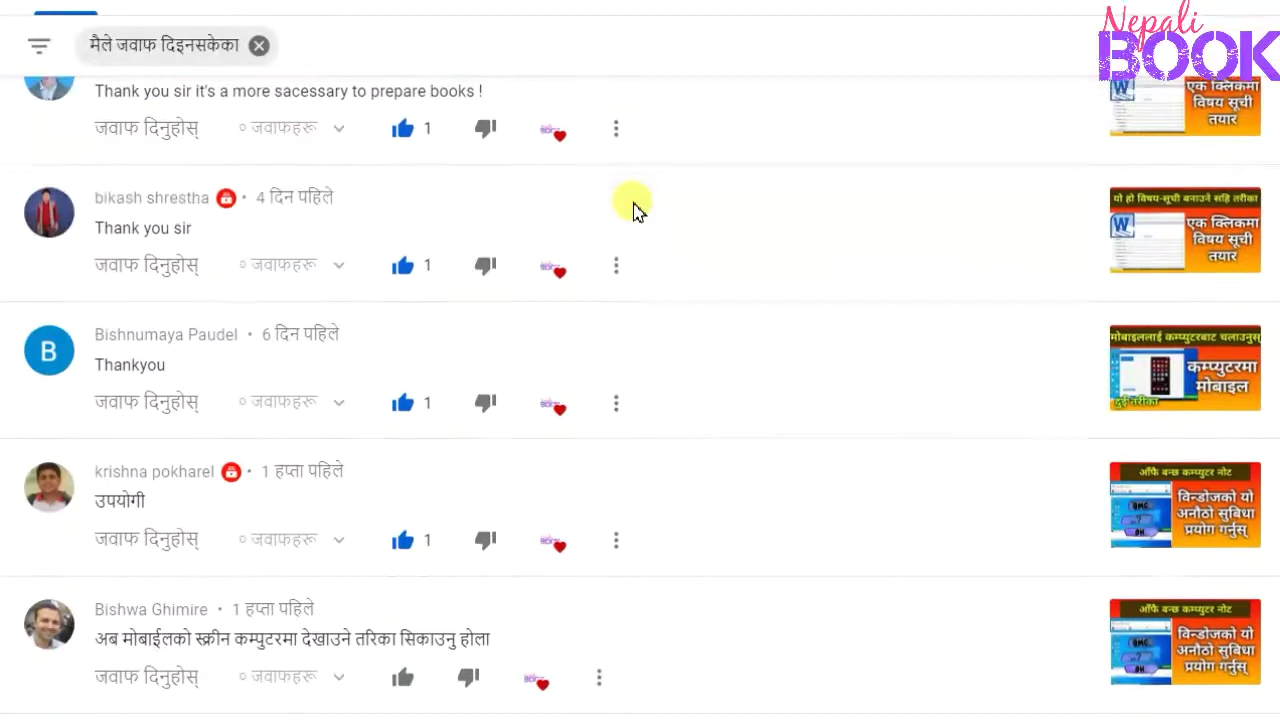 Nepali
BOOK
मैले जवाफ दिइनसकेका
Thank you sir it's a more sacessary to prepare books !
जवाफ दिनुहोस्
० जवाफहरू
1
एक क्लिकमा
विषय सूची
तयार
bikash shrestha • 4 दिन पहिले
Thank you sir
जवाफ दिनुहोस्
० जवाफहरू
1
यो हो विषय-सूची बनाउने सहि तरीका
एक क्लिकमा
विषय सूची
तयार
B
Bishnumaya Paudel • 6 दिन पहिले
Thankyou
जवाफ दिनुहोस्
० जवाफहरू
1
मोबाइललाई कम्प्युटरबाट चलाउनुस्
कम्प्युटरमा
मोबाइल
दुई तरीका
krishna pokharel • 1 हप्ता पहिले
उपयोगी
जवाफ दिनुहोस्
० जवाफहरू
1
आँफै बन्छ कम्प्युटर नोट
विन्डोजको यो
अनौठो सुबिधा
प्रयोग गर्नुस्
Bishwa Ghimire • 1 हप्ता पहिले
अब मोबाईलको स्क्रीन कम्पुटरमा देखाउने तरिका सिकाउनु होला
जवाफ दिनुहोस्
० जवाफहरू
आँफै बन्छ कम्प्युटर नोट
विन्डोजको यो
अनौठो सुबिधा
प्रयोग गर्नुस्